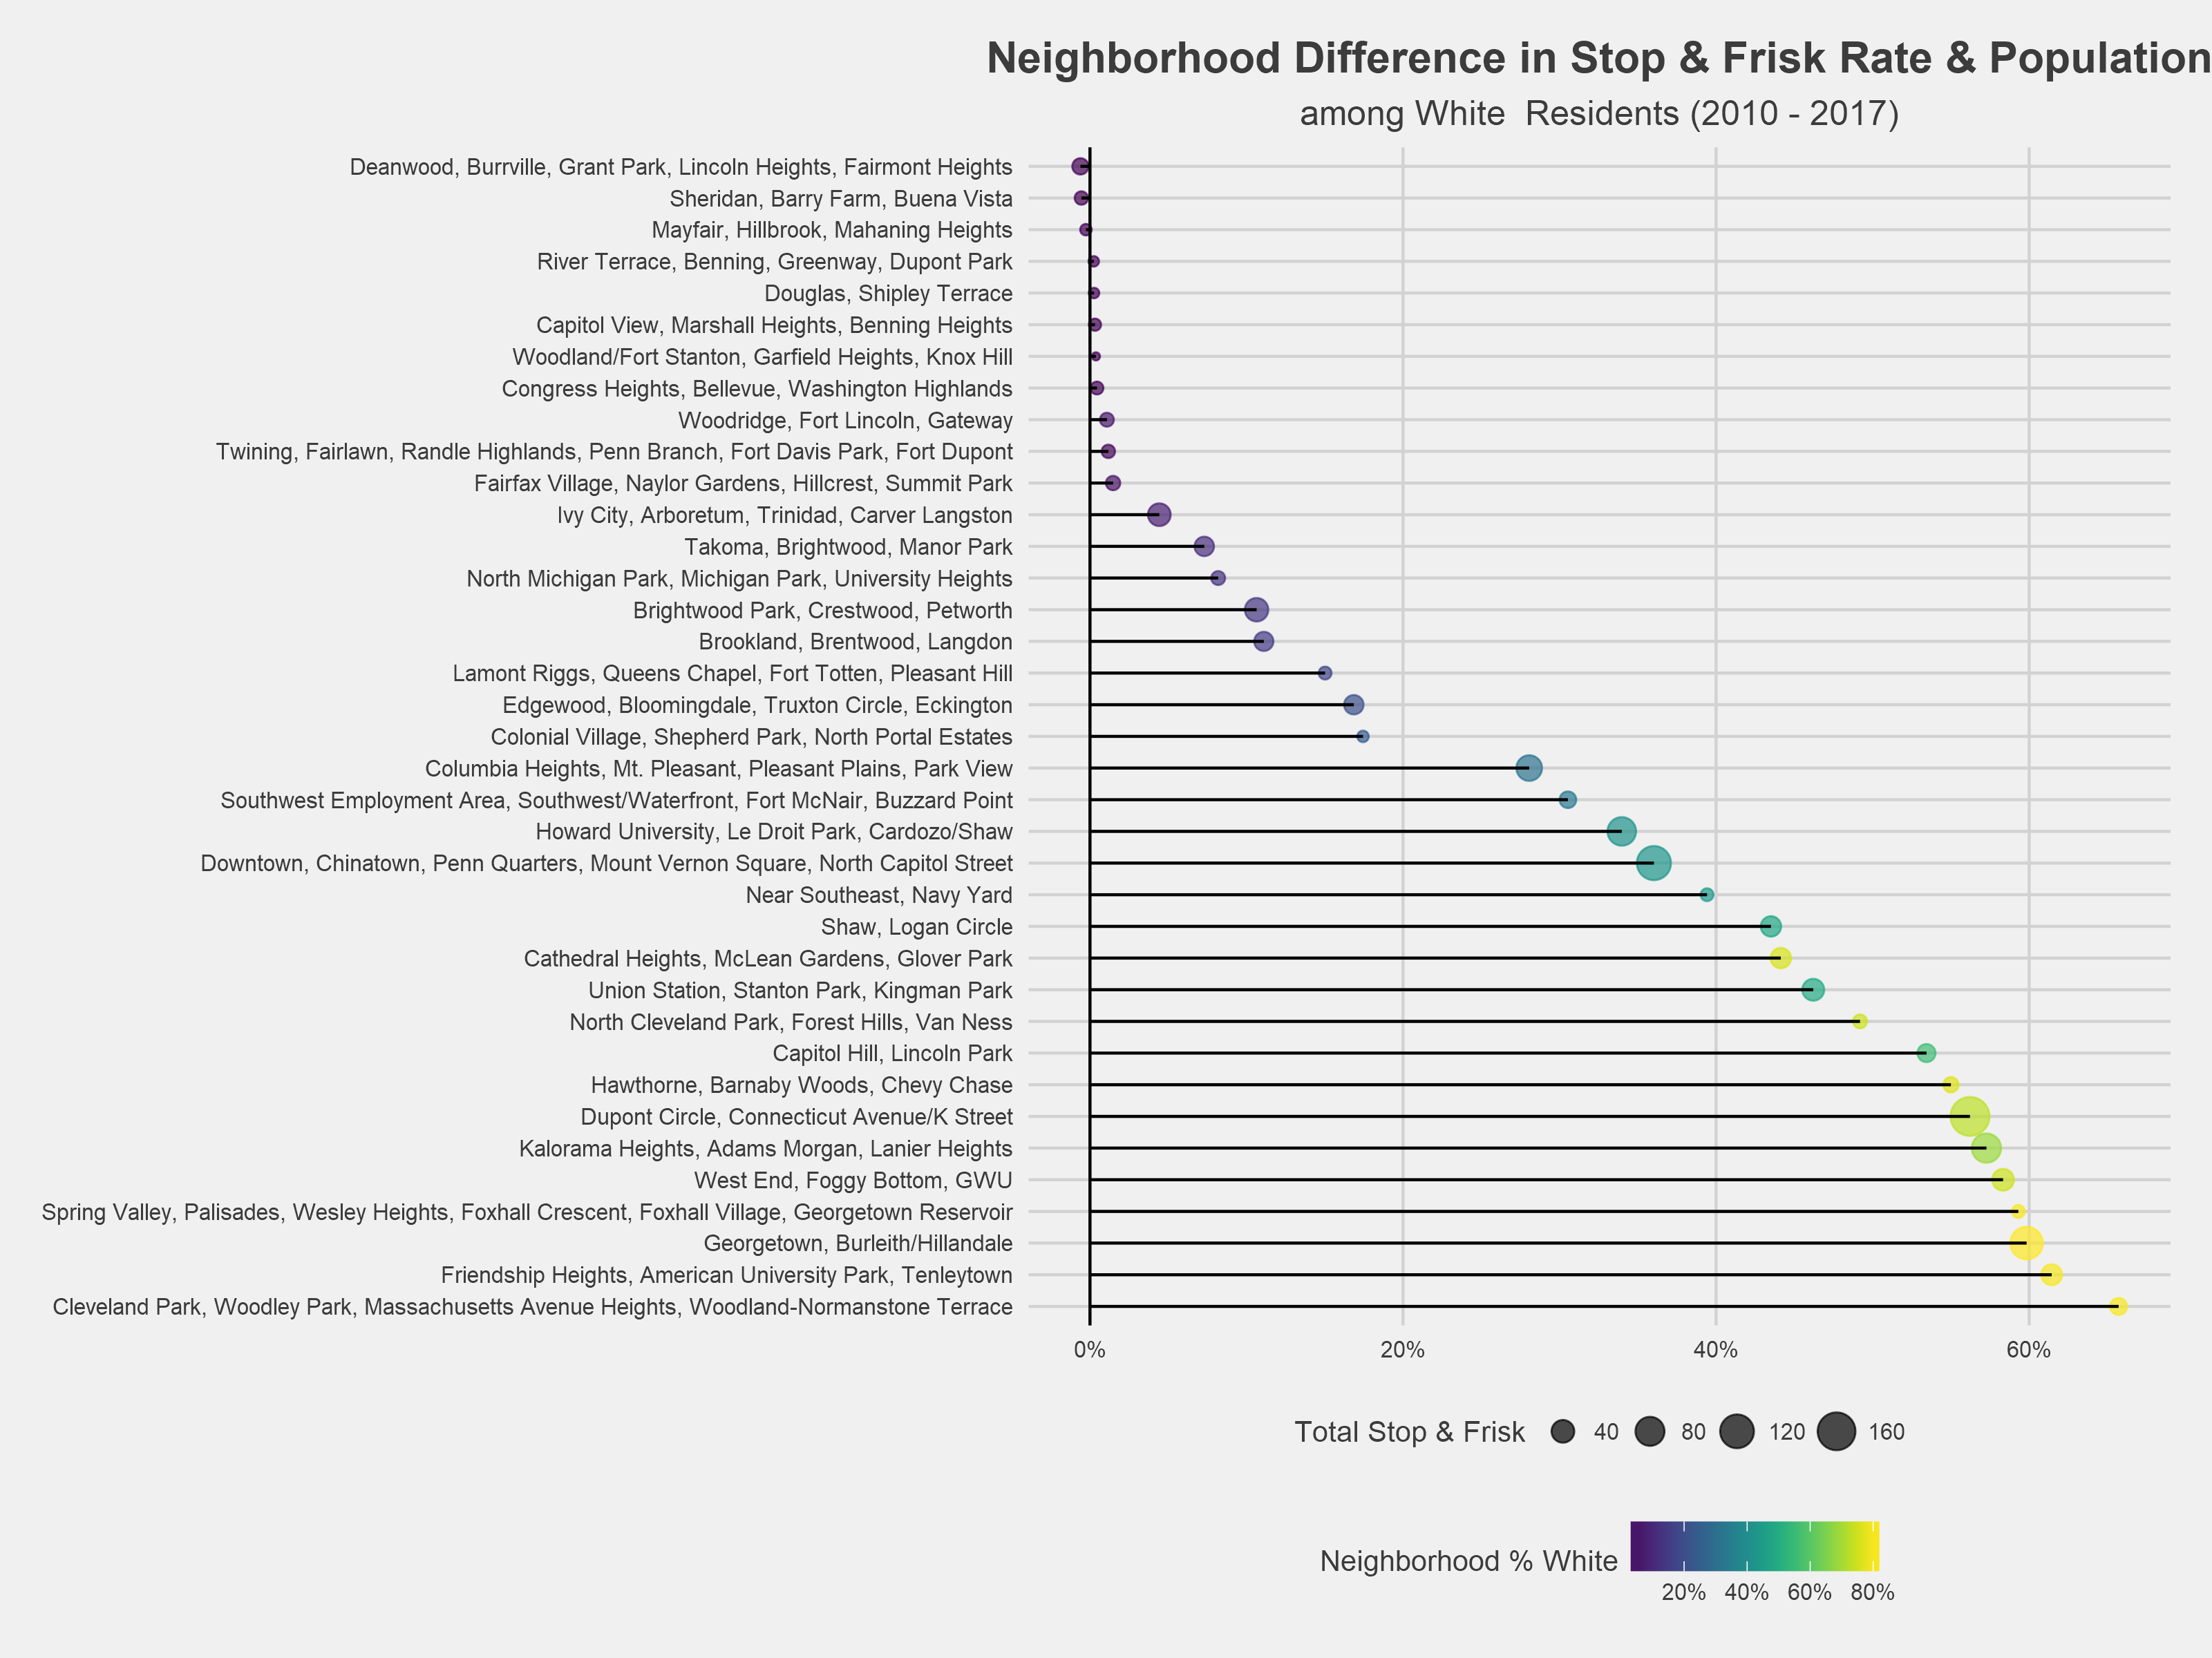 Neighborhood Difference in Stop & Frisk Rate & Population
among White  Residents (2010 - 2017)
Deanwood, Burrville, Grant Park, Lincoln Heights, Fairmont Heights
Sheridan, Barry Farm, Buena Vista
Mayfair, Hillbrook, Mahaning Heights
River Terrace, Benning, Greenway, Dupont Park
Douglas, Shipley Terrace
Capitol View, Marshall Heights, Benning Heights
Woodland/Fort Stanton, Garfield Heights, Knox Hill
Congress Heights, Bellevue, Washington Highlands
Woodridge, Fort Lincoln, Gateway
Twining, Fairlawn, Randle Highlands, Penn Branch, Fort Davis Park, Fort Dupont
Fairfax Village, Naylor Gardens, Hillcrest, Summit Park
Ivy City, Arboretum, Trinidad, Carver Langston
Takoma, Brightwood, Manor Park
North Michigan Park, Michigan Park, University Heights
Brightwood Park, Crestwood, Petworth
Brookland, Brentwood, Langdon
Lamont Riggs, Queens Chapel, Fort Totten, Pleasant Hill
Edgewood, Bloomingdale, Truxton Circle, Eckington
Colonial Village, Shepherd Park, North Portal Estates
Columbia Heights, Mt. Pleasant, Pleasant Plains, Park View
Southwest Employment Area, Southwest/Waterfront, Fort McNair, Buzzard Point
Howard University, Le Droit Park, Cardozo/Shaw
Downtown, Chinatown, Penn Quarters, Mount Vernon Square, North Capitol Street
Near Southeast, Navy Yard
Shaw, Logan Circle
Cathedral Heights, McLean Gardens, Glover Park
Union Station, Stanton Park, Kingman Park
North Cleveland Park, Forest Hills, Van Ness
Capitol Hill, Lincoln Park
Hawthorne, Barnaby Woods, Chevy Chase
Dupont Circle, Connecticut Avenue/K Street
Kalorama Heights, Adams Morgan, Lanier Heights
West End, Foggy Bottom, GWU
Spring Valley, Palisades, Wesley Heights, Foxhall Crescent, Foxhall Village, Georgetown Reservoir
Georgetown, Burleith/Hillandale
Friendship Heights, American University Park, Tenleytown
Cleveland Park, Woodley Park, Massachusetts Avenue Heights, Woodland-Normanstone Terrace
0% 20% 40% 60%
Total Stop & Frisk 40 80 120 160
Neighborhood % White
20% 40% 60% 80%